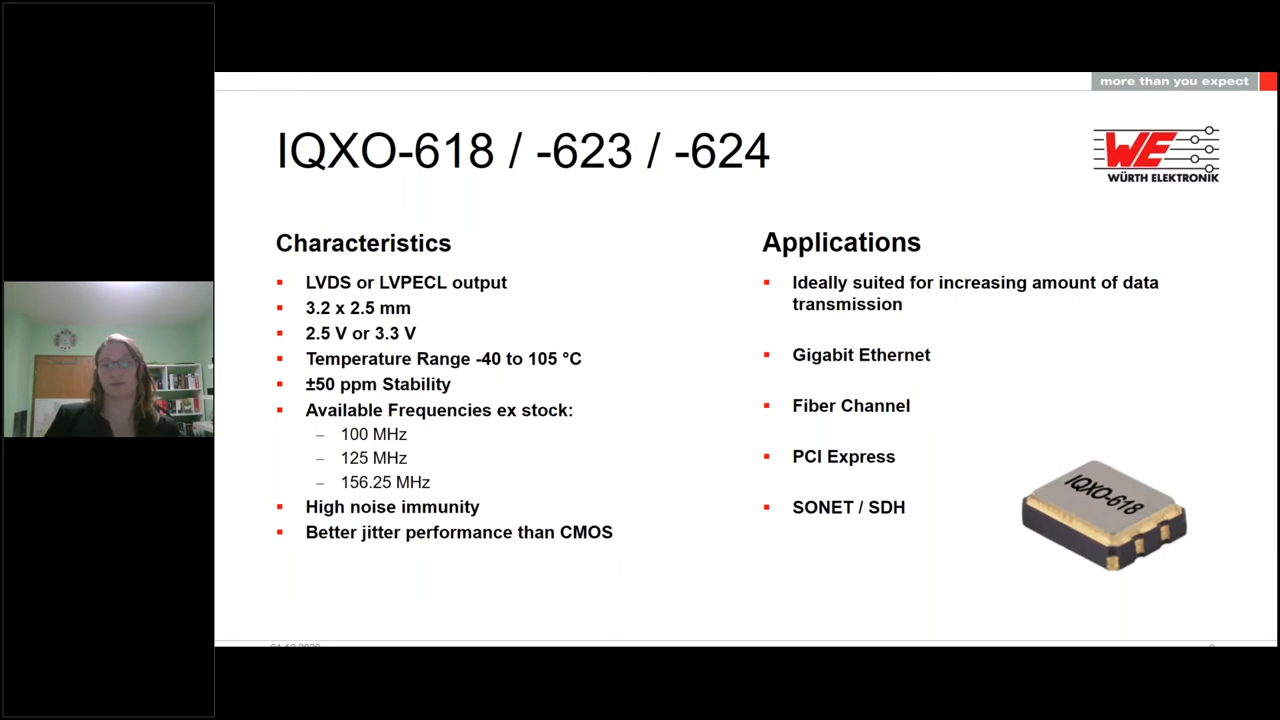 more than you expect
IQXO-618 / -623 / -624
WE
WÜRTH ELEKTRONIK
Characteristics
▪ LVDS or LVPECL output
▪ 3.2 x 2.5 mm
▪ 2.5 V or 3.3 V
▪ Temperature Range -40 to 105 °C
▪ ±50 ppm Stability
▪ Available Frequencies ex stock:
– 100 MHz
– 125 MHz
– 156.25 MHz
▪ High noise immunity
▪ Better jitter performance than CMOS
Applications
▪ Ideally suited for increasing amount of data
transmission
▪ Gigabit Ethernet
▪ Fiber Channel
▪ PCI Express
▪ SONET / SDH
IQXO-618